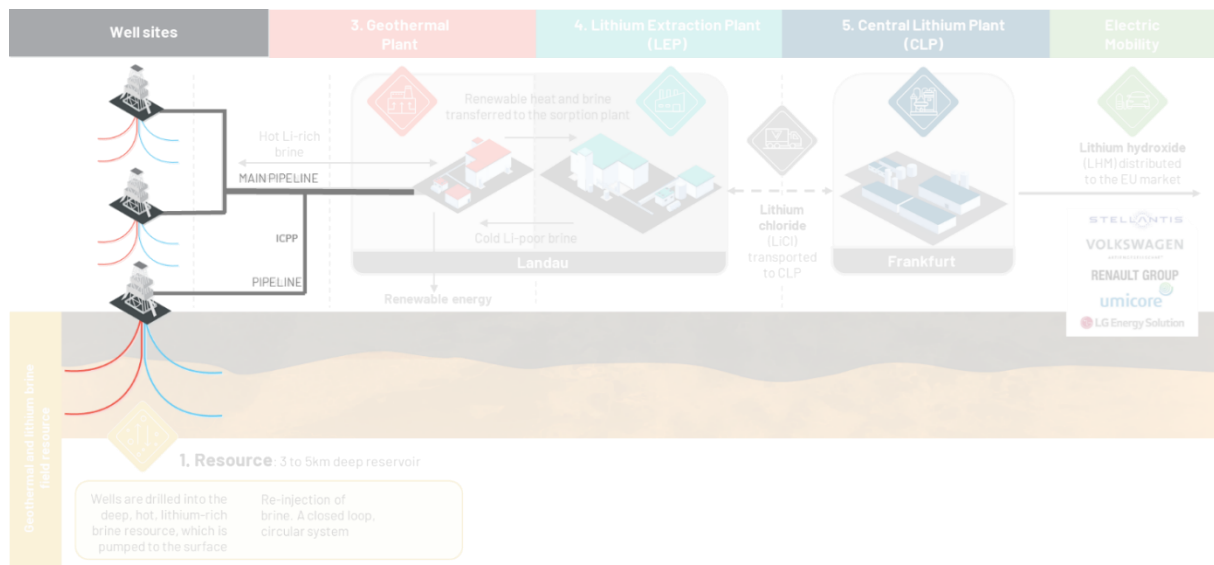 Well sites
3. Geothermal
Plant
4. Lithium Extraction Plant
(LEP)
5. Central Lithium Plant
(CLP)
Electric
Mobility
Renewable heat and brine
transferred to the sorption plant
Hot Li-rich
brine
MAIN PIPELINE
ICPP
PIPELINE
Cold Li-poor brine
Landau
Renewable energy
Lithium
chloride
(LiCl)
transported
to CLP
Frankfurt
Lithium hydroxide
(LHM) distributed
to the EU market
STELLANTIS
VOLKSWAGEN
RENAULT GROUP
umicore
LG Energy Solution
Geothermal and lithium brine
field resource
1. Resource: 3 to 5km deep reservoir
Wells are drilled into the
deep, hot, lithium-rich
brine resource, which is
pumped to the surface
Re-injection of
brine. A closed loop,
circular system